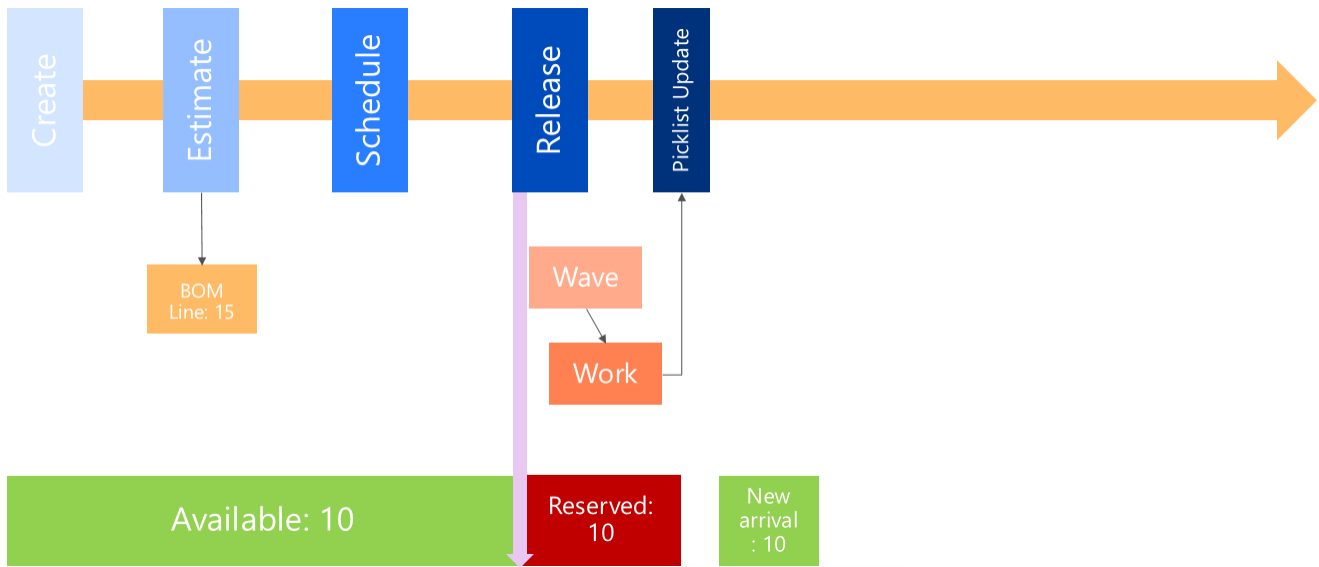 Create
Estimate
Schedule
Release
Picklist Update
BOM
Line: 15
Wave
Work
Available: 10
Reserved:
10
New
arrival
: 10